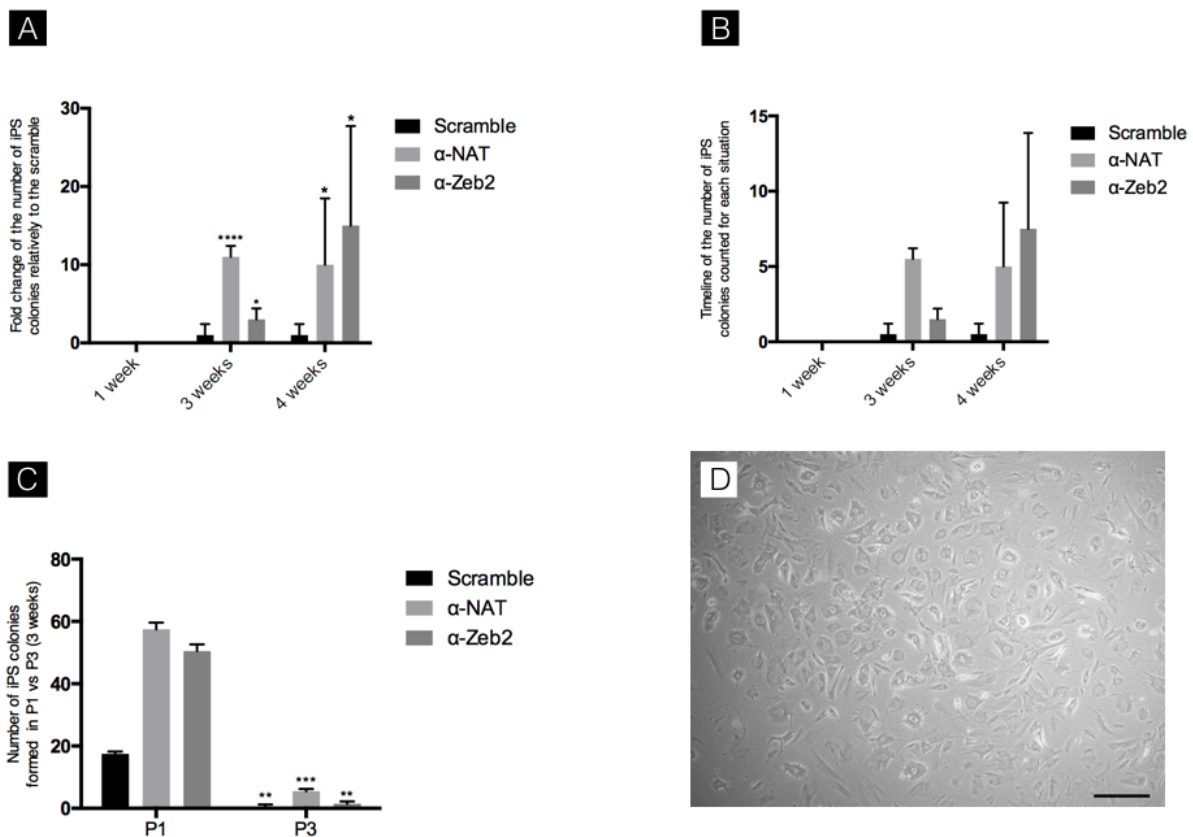 A
Fold change of the number of iPS
colonies relatively to the scramble
30
20
10
0
****
*
*
*
1 week
3 weeks
4 weeks
Scramble
α-NAT
α-Zeb2
B
Timeline of the number of iPS
colonies counted for each situation
15
10
5
0
1 week
3 weeks
4 weeks
Scramble
α-NAT
α-Zeb2
C
Number of iPS colonies
formed in P1 vs P3 (3 weeks)
80
60
40
20
0
**
***
**
P1
P3
Scramble
α-NAT
α-Zeb2
D